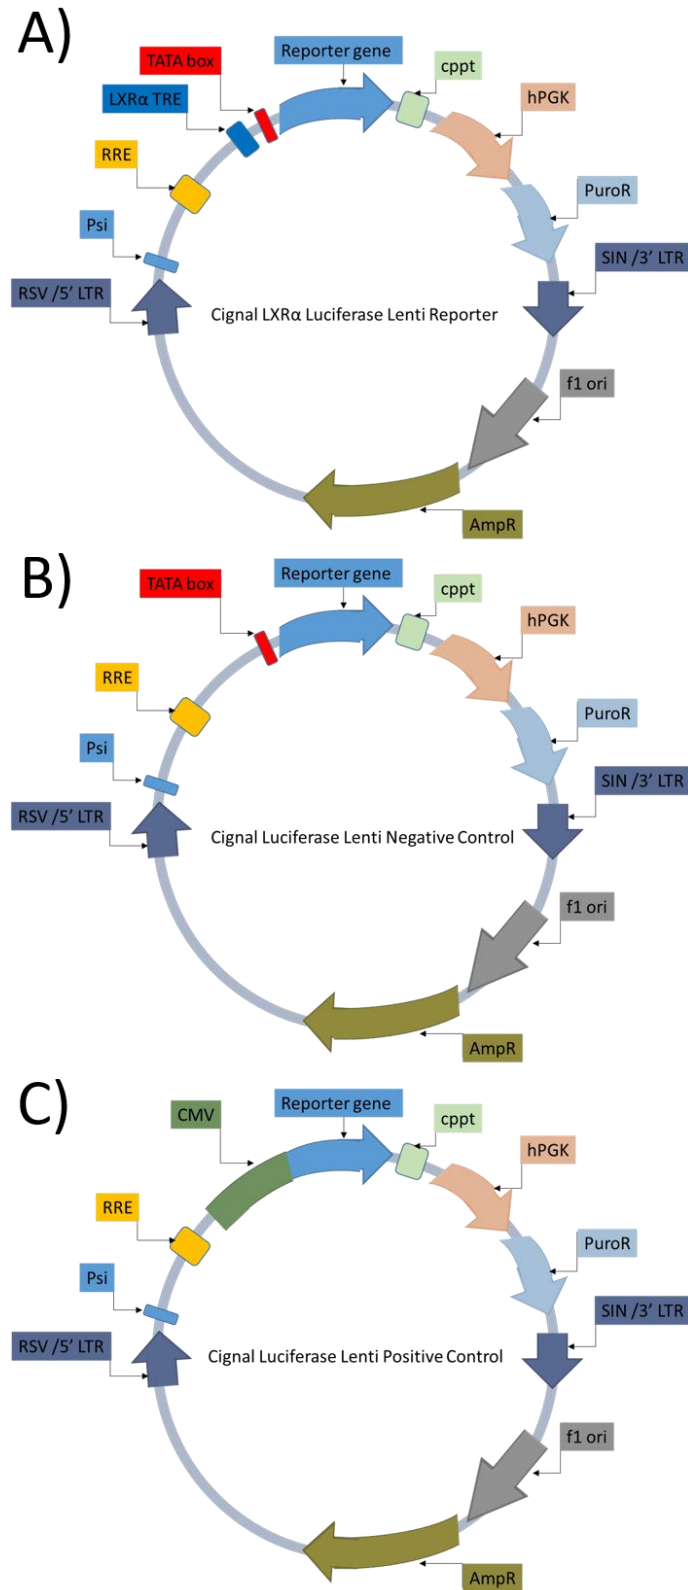 A)
Reporter gene
TATA box
cppt
LXRα TRE
hPGK
RRE
PuroR
Psi
SIN /3' LTR
RSV /5' LTR
Cignal LXRα Luciferase Lenti Reporter
f1 ori
AmpR
B)
Reporter gene
TATA box
cppt
hPGK
RRE
PuroR
Psi
SIN /3' LTR
RSV /5' LTR
Cignal Luciferase Lenti Negative Control
f1 ori
AmpR
C)
Reporter gene
CMV
cppt
hPGK
RRE
PuroR
Psi
SIN /3' LTR
RSV /5' LTR
Cignal Luciferase Lenti Positive Control
f1 ori
AmpR